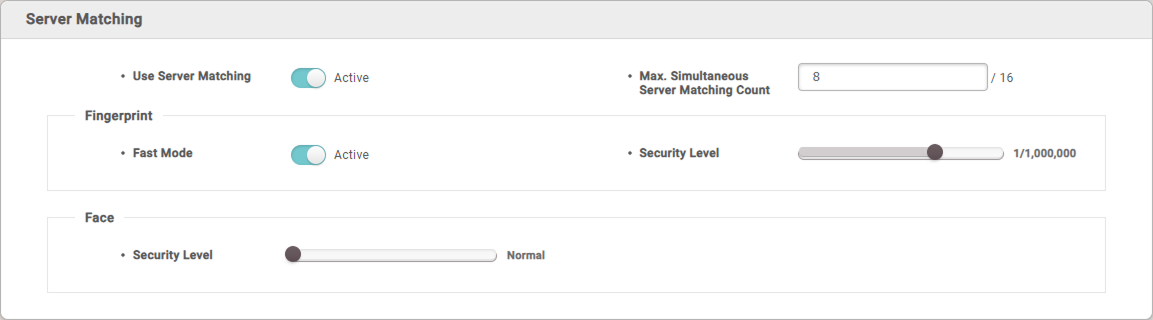 Server Matching
• Use Server Matching
Active
• Max. Simultaneous
Server Matching Count
8
/ 16
Fingerprint
• Fast Mode
Active
• Security Level
1/1,000,000
Face
• Security Level
Normal